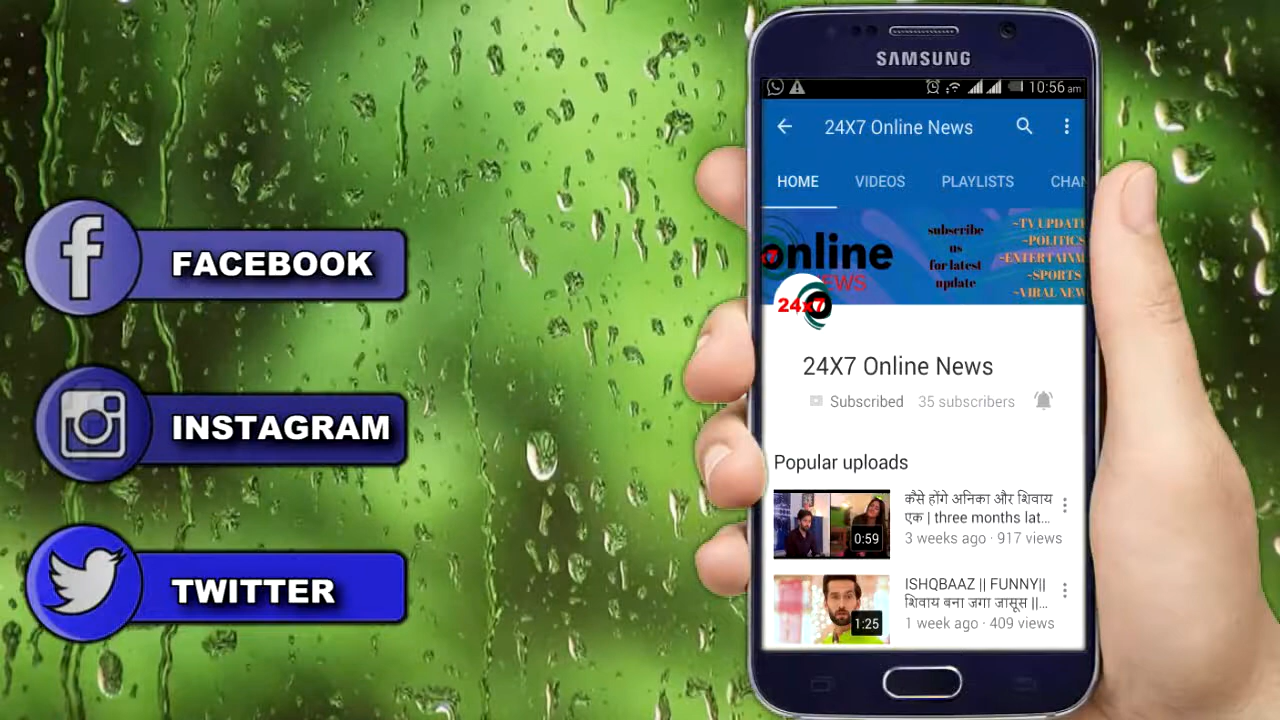 FACEBOOK
INSTAGRAM
TWITTER
SAMSUNG
10:56 am
24X7 Online News
HOME VIDEOS PLAYLISTS CHAN
online
NEWS
subscribe
us
for latest
update
~TV UPDATE
~POLITICS
~ENTERTAINM
~SPORTS
~VIRAL NEW
24x7
24X7 Online News
Subscribed 35 subscribers
Popular uploads
कैसे होंगे अनिका और शिवाय
एक | three months lat...
3 weeks ago · 917 views
0:59
ISHQBAAZ || FUNNY||
शिवाय बना जगा जासूस ||...
1 week ago · 409 views
1:25